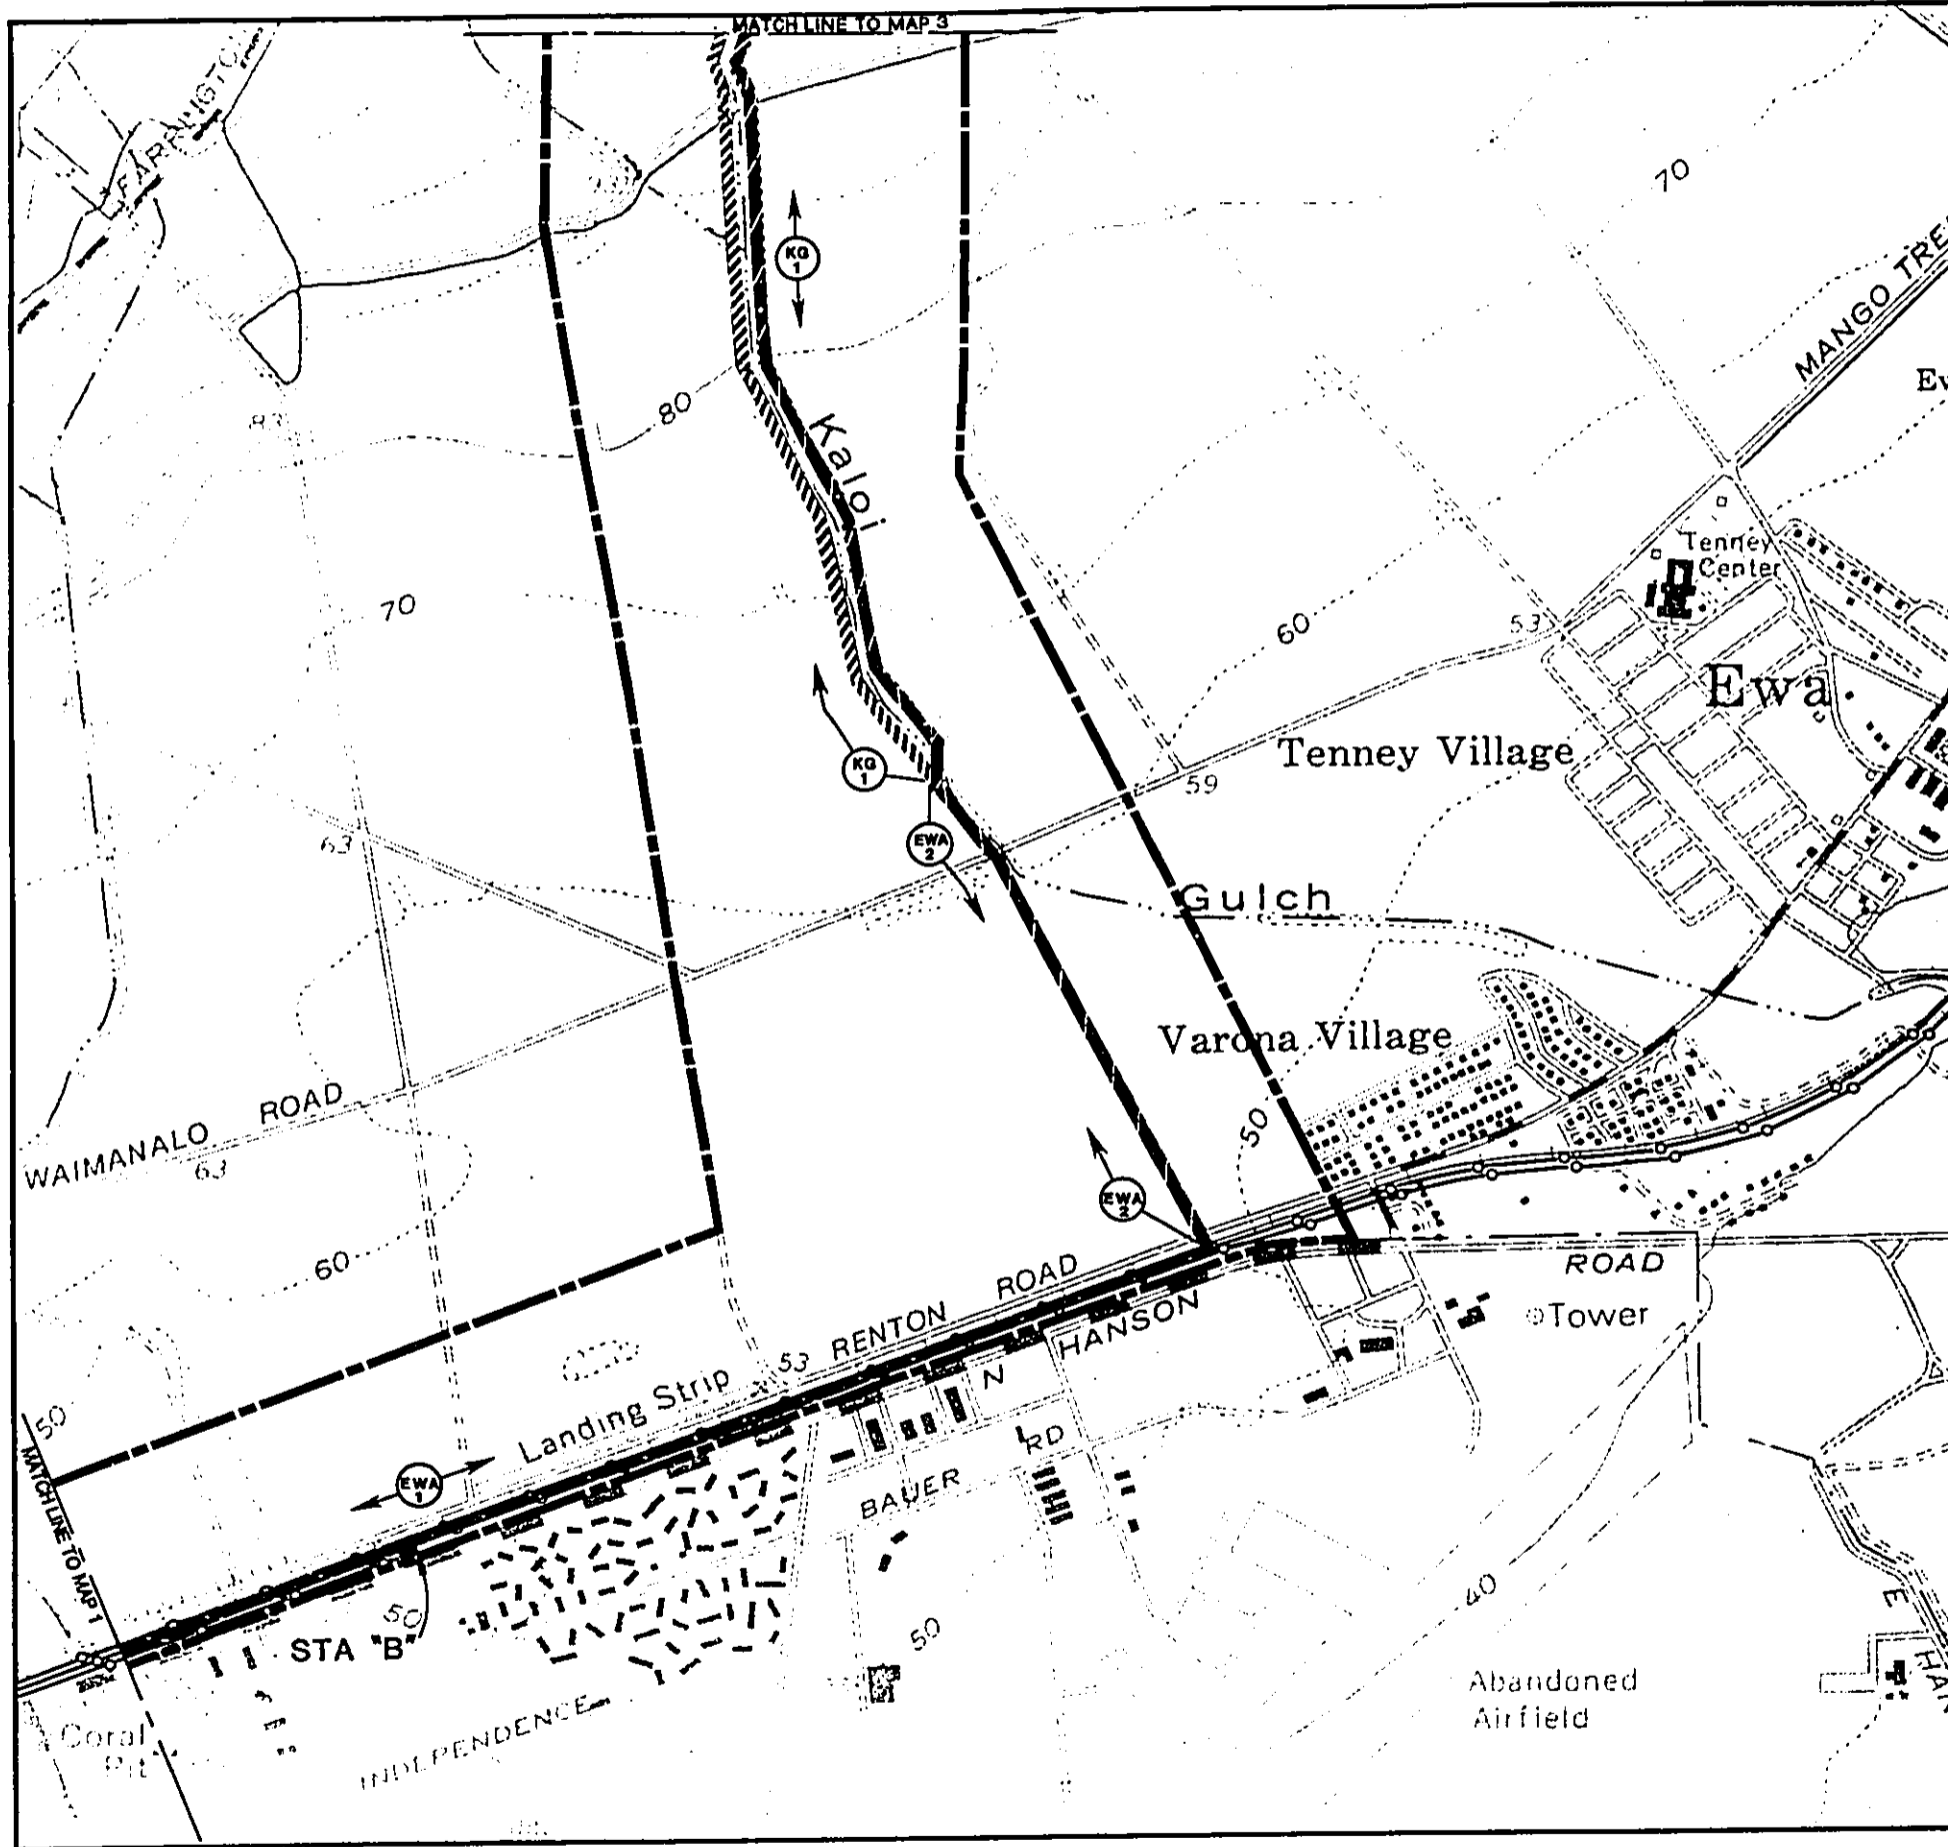 MATCH LINE TO MAP 3
FARRINGTON
70
KG
1
MANGO TREE
80
Kaloi
83
Tenney
Center
70
60
53
Ewa
Tenney Village
KG
1
59
63
EWA
2
Gulch
Varona Village
WAIMANALO ROAD
63
50
EWA
2
60
RENTON ROAD
HANSON ROAD
Tower
53
Landing Strip
50
N
RD
BAUER
EWA
1
MATCH LINE TO MAP 1
40
50
STA "B"
50
E HAN
Abandoned
Airfield
INDEPENDENCE
Coral
Pit